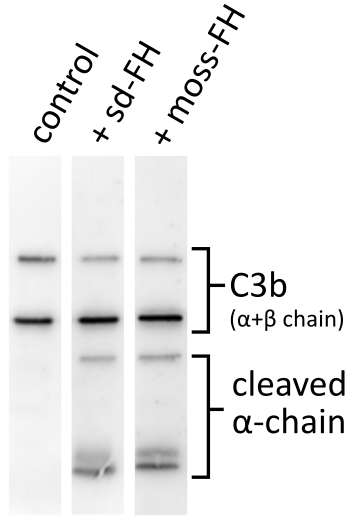 control
+ sd-FH
+ moss-FH
C3b
(α+β chain)
cleaved
α-chain